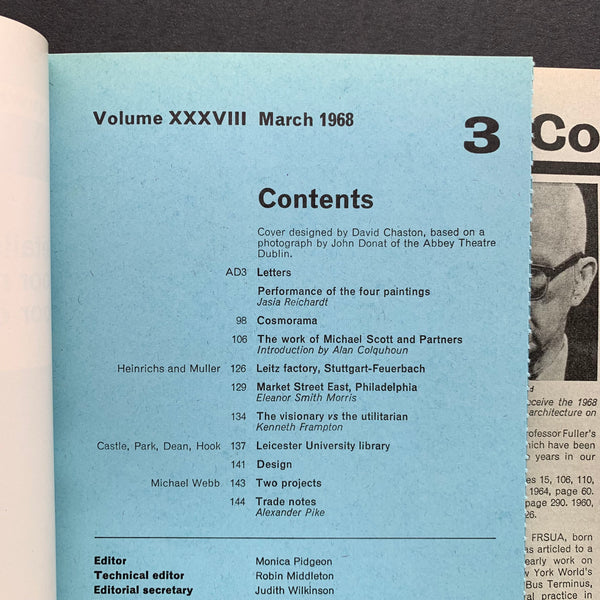 Volume XXXVIII March 1968
3
Contents
Cover designed by David Chaston, based on a
photograph by John Donat of the Abbey Theatre
Dublin.
AD3 Letters
Performance of the four paintings
Jasia Reichardt
98 Cosmorama
106 The work of Michael Scott and Partners
Introduction by Alan Colquhoun
Heinrichs and Muller 126 Leitz factory, Stuttgart-Feuerbach
129 Market Street East, Philadelphia
Eleanor Smith Morris
134 The visionary vs the utilitarian
Kenneth Frampton
Castle, Park, Dean, Hook 137 Leicester University library
141 Design
Michael Webb 143 Two projects
144 Trade notes
Alexander Pike
Editor Monica Pidgeon
Technical editor Robin Middleton
Editorial secretary Judith Wilkinson
Co
the 1968
architecture on
Fuller's
have been
years in our
15, 106, 110,
1964, page 60.
page 290. 1960,
26.
FRSUA, born
as articled to a
early work on
York World's
Bus Terminus,
practice in